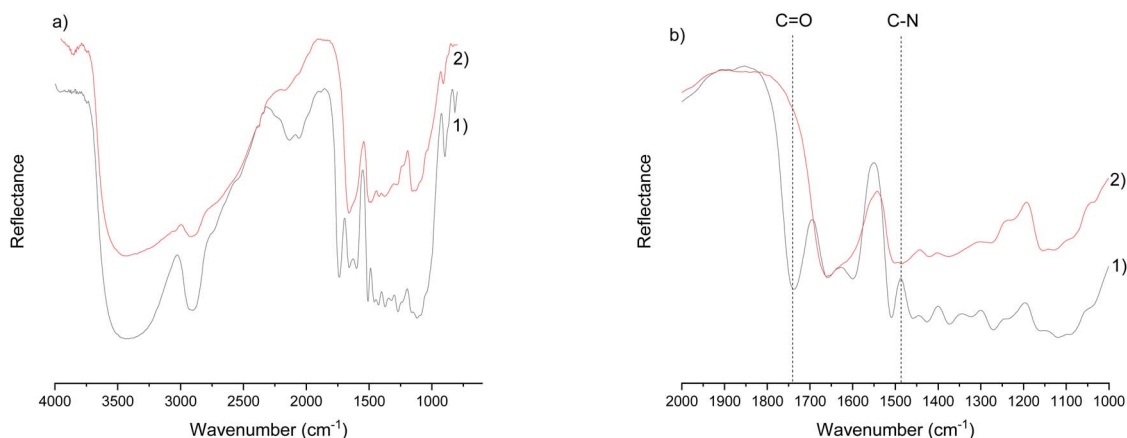 a)
2)
1)
Reflectance
4000 3500 3000 2500 2000 1500 1000
Wavenumber (cm⁻¹)
C=O C-N
b)
2)
1)
Reflectance
2000 1900 1800 1700 1600 1500 1400 1300 1200 1100 1000
Wavenumber (cm⁻¹)